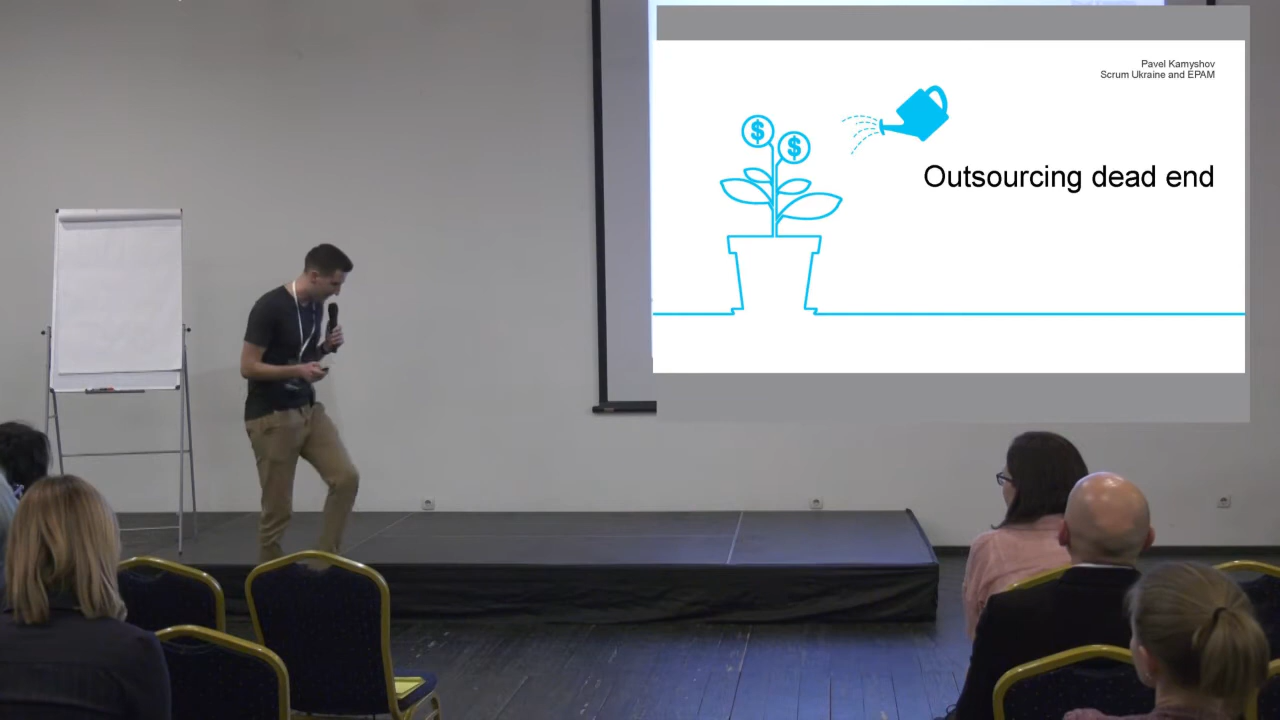 Pavel Kamyshov
Scrum Ukraine and EPAM
$
$
Outsourcing dead end